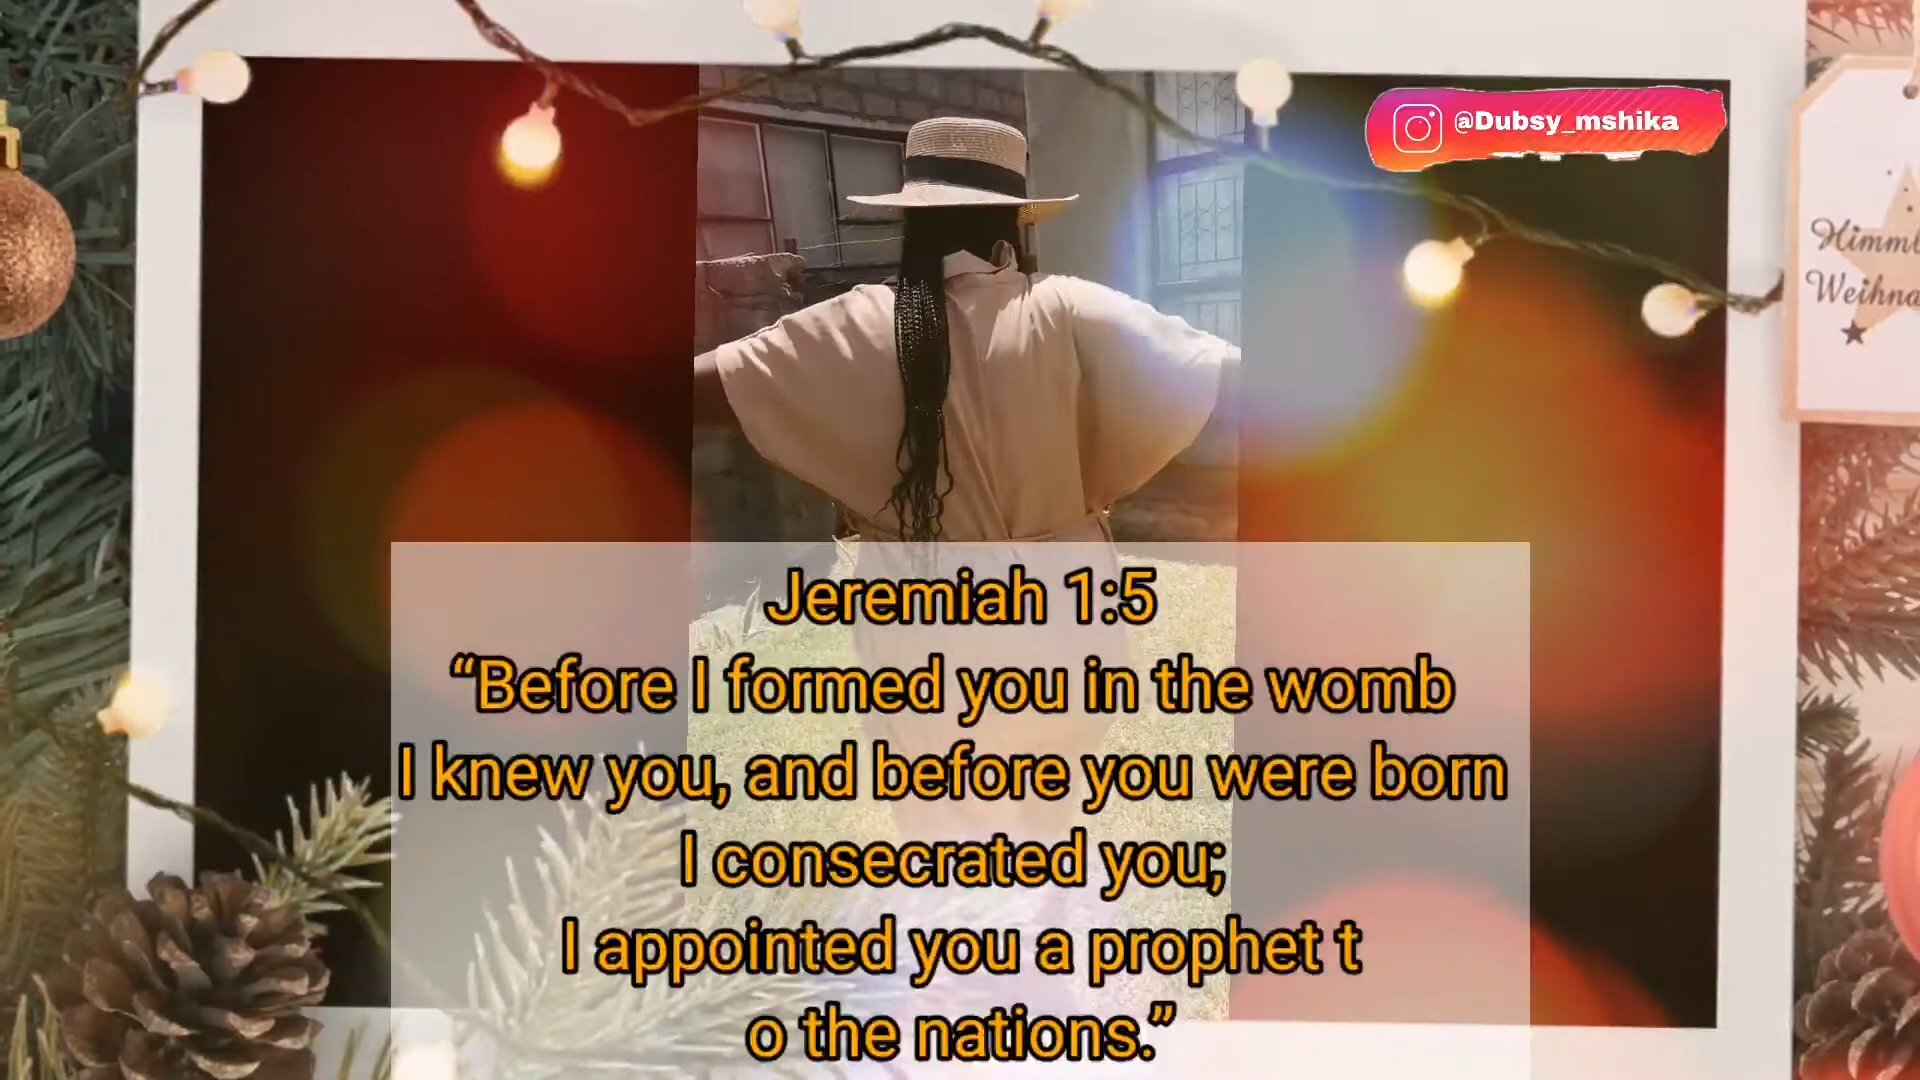 @Dubsy_mshika
Jeremiah 1:5
“Before I formed you in the womb
I knew you, and before you were born
I consecrated you;
I appointed you a prophet t
o the nations.”